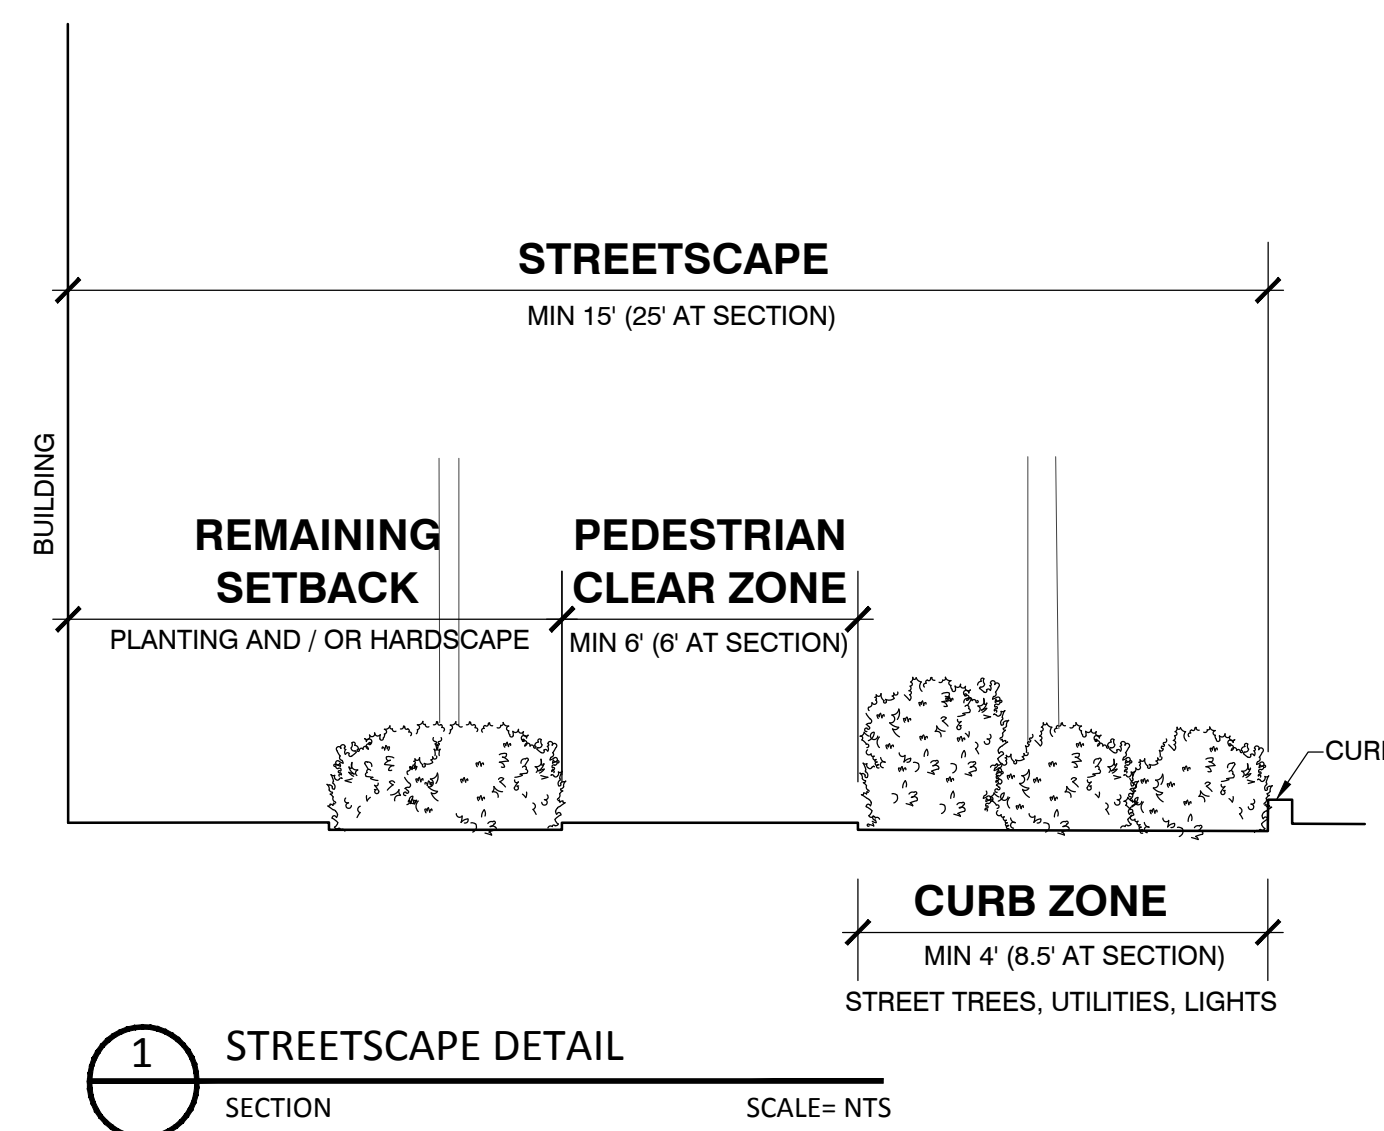 STREETSCAPE
MIN 15' (25' AT SECTION)
BUILDING
REMAINING
SETBACK
PLANTING AND / OR HARDSCAPE
PEDESTRIAN
CLEAR ZONE
MIN 6' (6' AT SECTION)
CURB ZONE
MIN 4' (8.5' AT SECTION)
STREET TREES, UTILITIES, LIGHTS
1
STREETSCAPE DETAIL
SECTION
SCALE= NTS